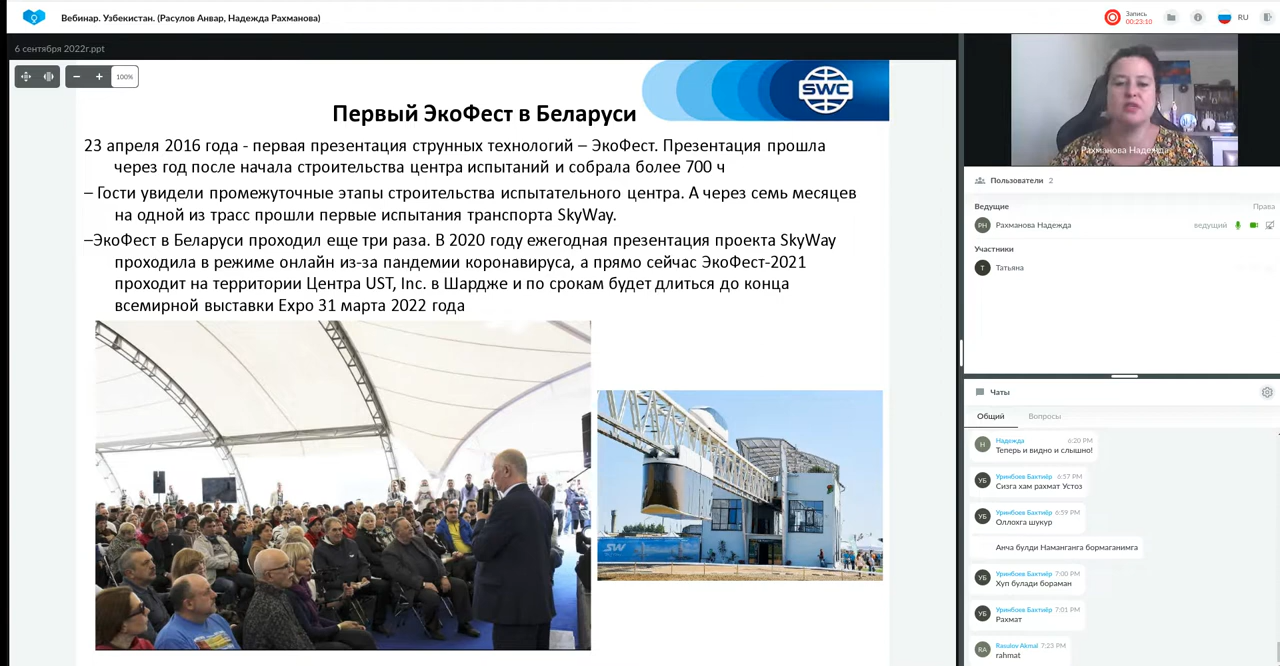 Вебинар. Узбекистан. (Расулов Анвар, Надежда Рахманова)
Запись
00:23:10
RU
6 сентября 2022г.ppt
100%
SWC
Первый ЭкоФест в Беларуси
23 апреля 2016 года - первая презентация струнных технологий – ЭкоФест. Презентация прошла
через год после начала строительства центра испытаний и собрала более 700 ч
– Гости увидели промежуточные этапы строительства испытательного центра. А через семь месяцев
на одной из трасс прошли первые испытания транспорта SkyWay.
–ЭкоФест в Беларуси проходил еще три раза. В 2020 году ежегодная презентация проекта SkyWay
проходила в режиме онлайн из-за пандемии коронавируса, а прямо сейчас ЭкоФест-2021
проходит на территории Центра UST, Inc. в Шардже и по срокам будет длиться до конца
всемирной выставки Expo 31 марта 2022 года
SW
Рахманова Надежда
Пользователи 2
Ведущие
Права
РН
Рахманова Надежда
ведущий
Участники
Т
Татьяна
Чаты
Общий
Вопросы
Н
Надежда 6:20 PM
Теперь и видно и слышно!
УБ
Уринбоев Бахтиёр 6:57 PM
Сизга хам рахмат Устоз
УБ
Уринбоев Бахтиёр 6:59 PM
Оллохга шукур
Анча булди Наманганга бормаганимга
УБ
Уринбоев Бахтиёр 7:00 PM
Хуп булади бораман
УБ
Уринбоев Бахтиёр 7:01 PM
Рахмат
RA
Rasulov Akmal 7:23 PM
rahmat